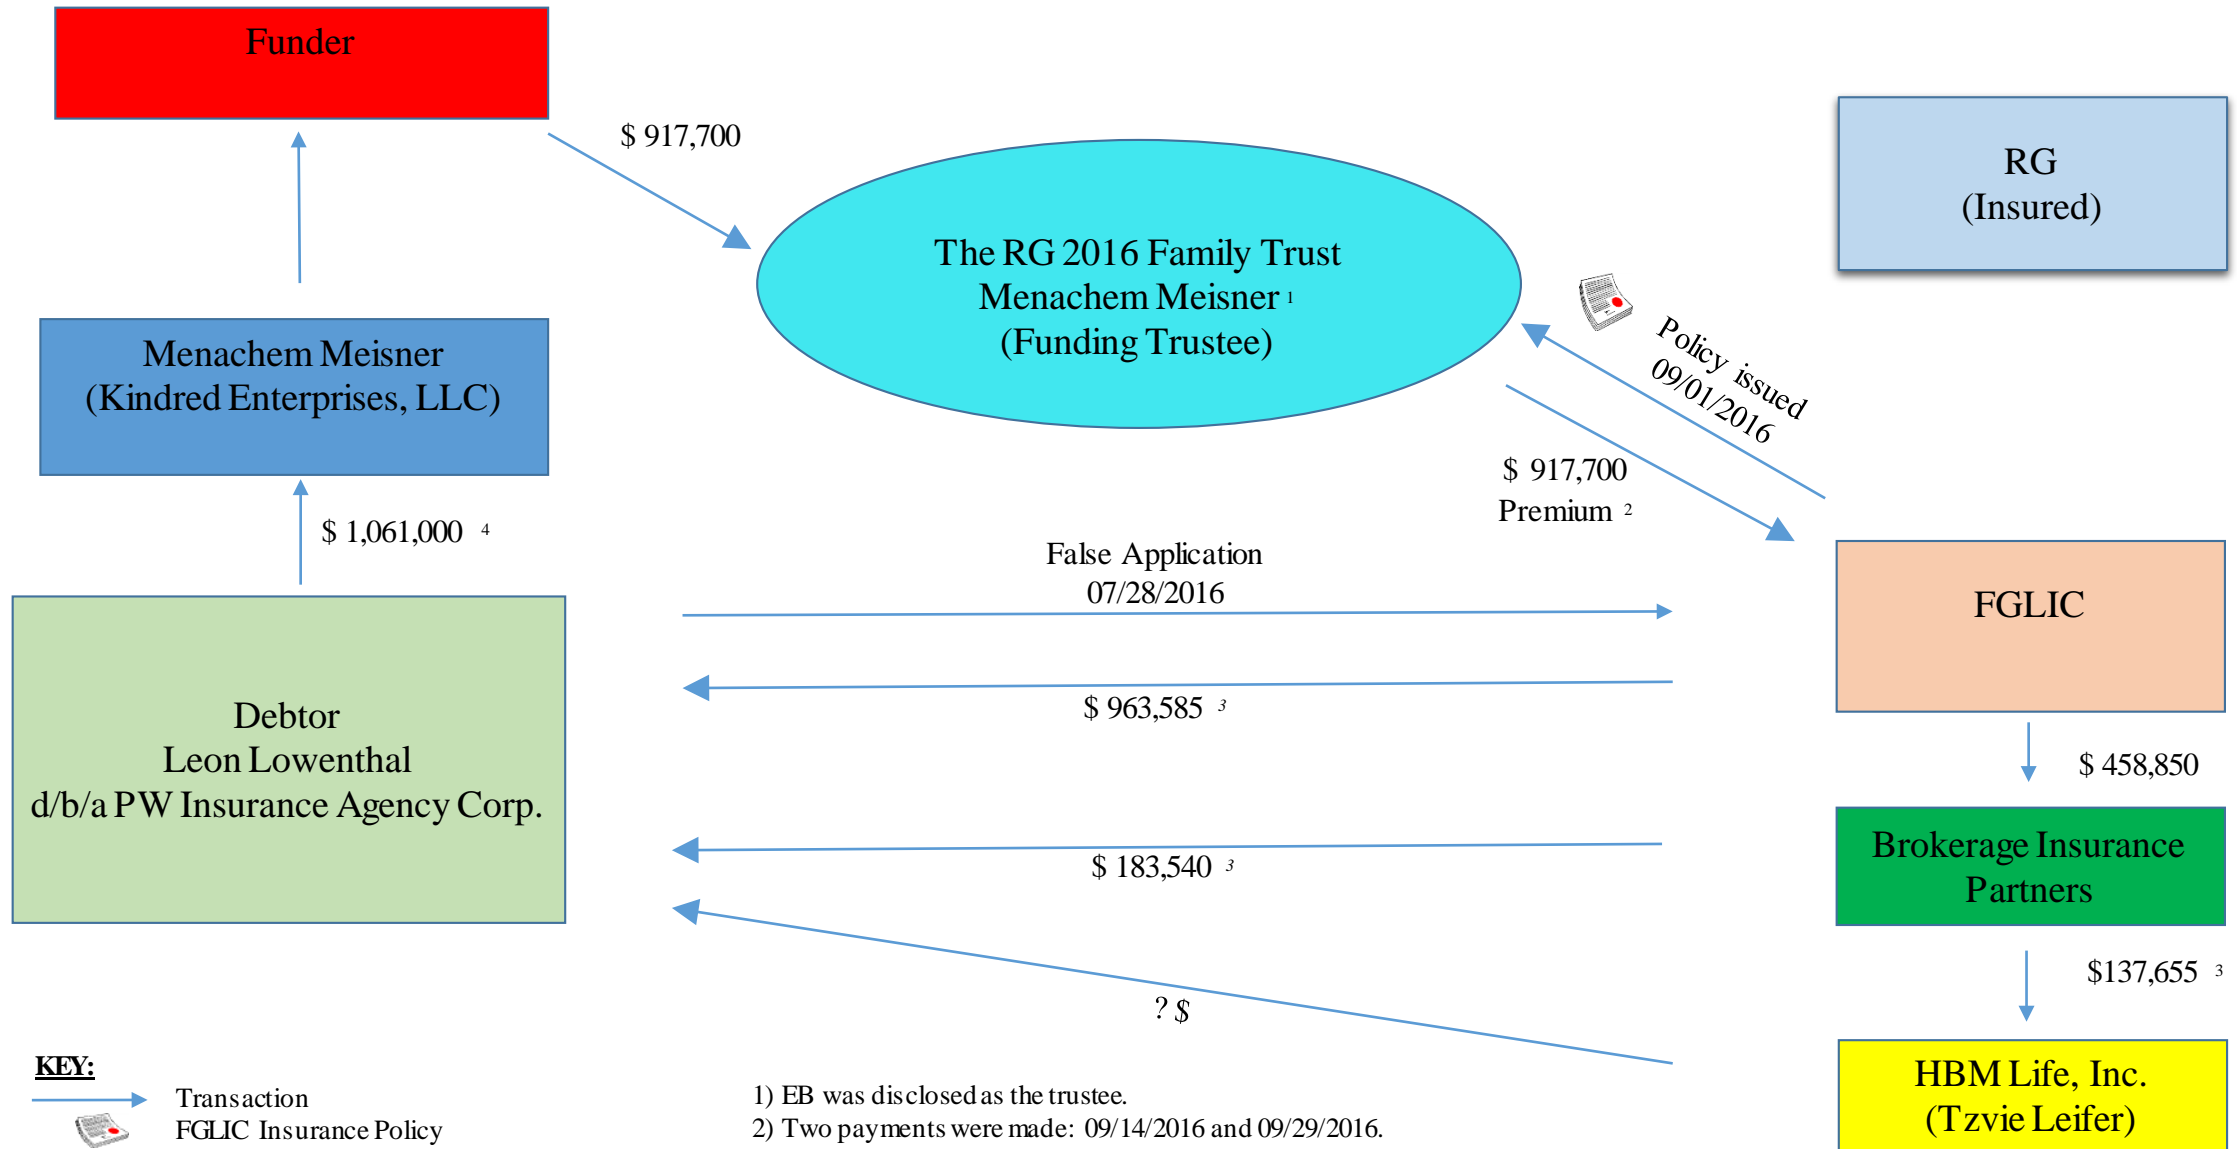 Funder
$ 917,700
RG
(Insured)
The RG 2016 Family Trust
Menachem Meisner 1
(Funding Trustee)
Policy issued
09/01/2016
Menachem Meisner
(Kindred Enterprises, LLC)
$ 917,700
Premium 2
$ 1,061,000 4
False Application
07/28/2016
FGLIC
$ 963,585 3
Debtor
Leon Lowenthal
d/b/a PW Insurance Agency Corp.
$ 458,850
Brokerage Insurance
Partners
$ 183,540 3
$137,655 3
? $
HBM Life, Inc.
(Tzvie Leifer)
KEY:
Transaction
FGLIC Insurance Policy
1) EB was disclosed as the trustee.
2) Two payments were made: 09/14/2016 and 09/29/2016.